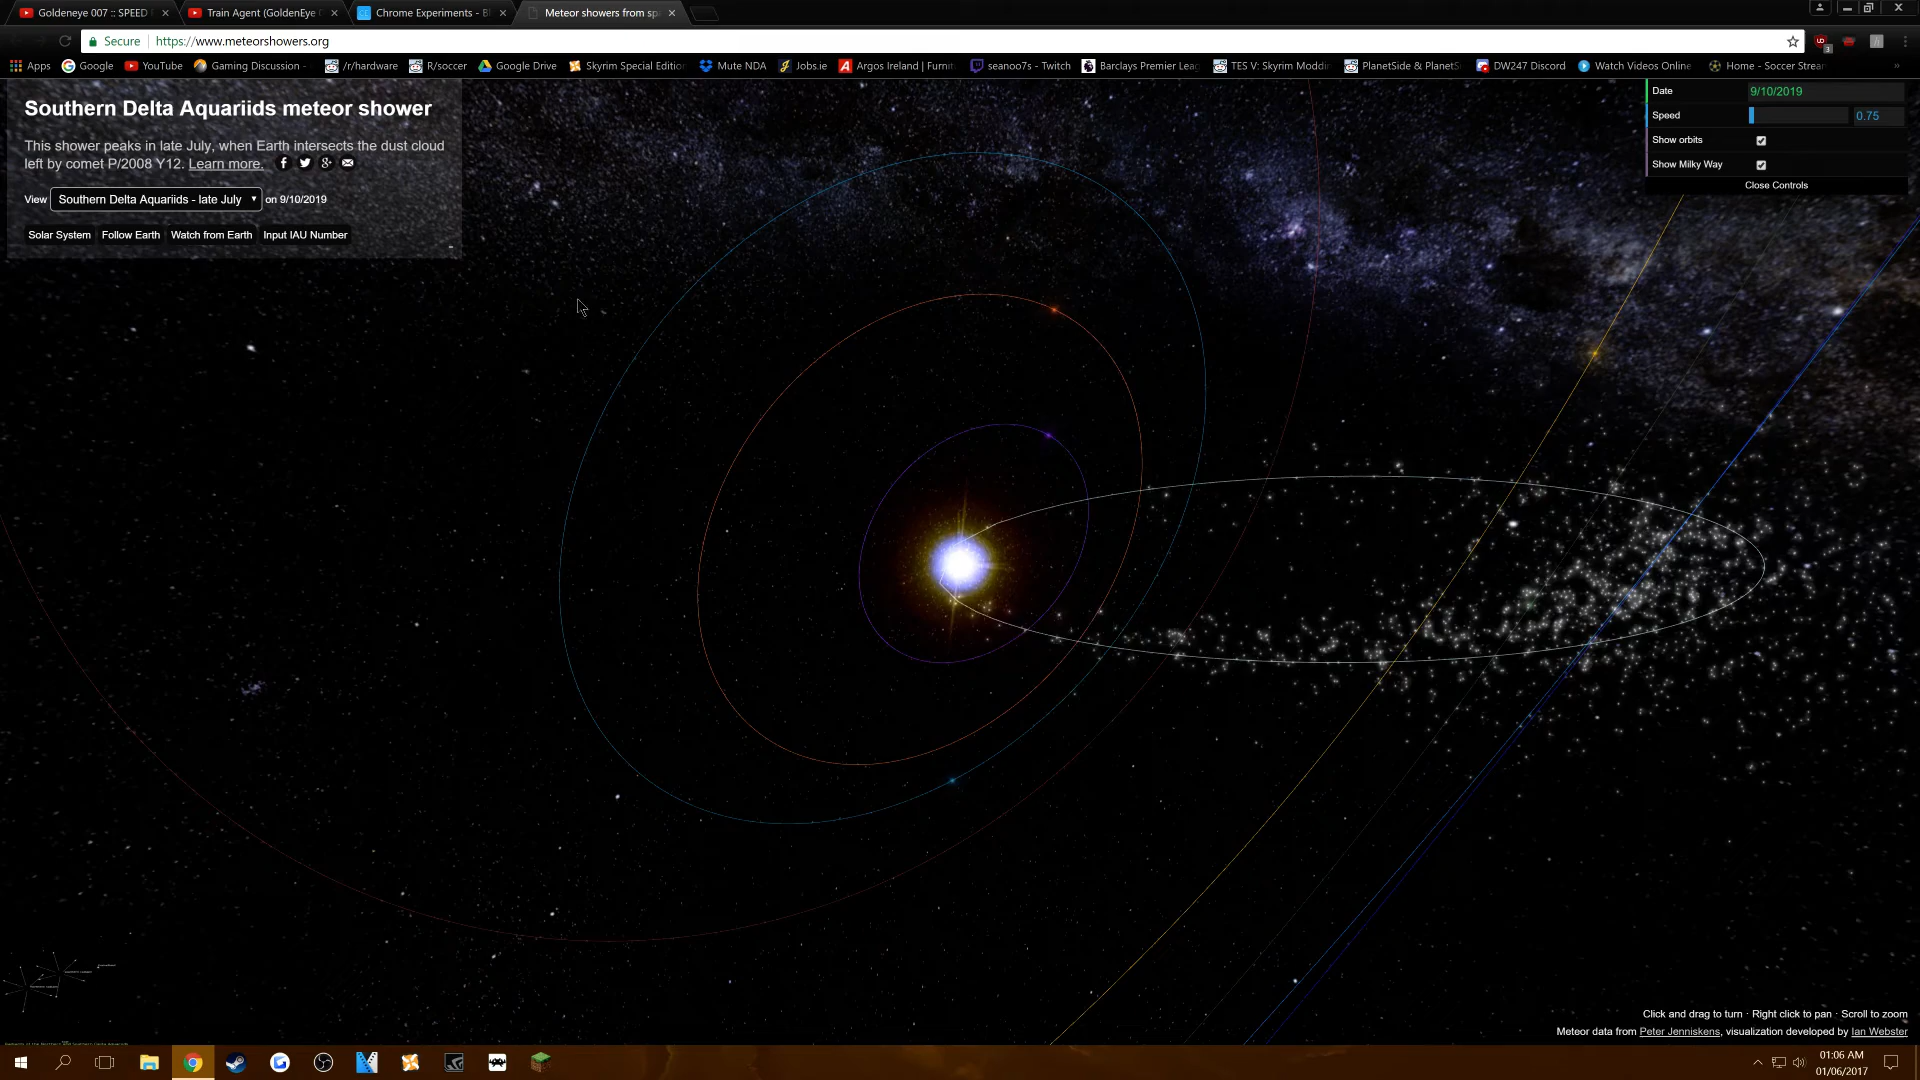 Goldeneye 007 :: SPEED
Train Agent (GoldenEye
Chrome Experiments - B
Meteor showers from sp
Secure
https://www.meteorshowers.org
Apps
Google
YouTube
Gaming Discussion -
/r/hardware
R/soccer
Google Drive
Skyrim Special Edition
Mute NDA
Jobs.ie
Argos Ireland | Furnit
seanoo7s - Twitch
Barclays Premier Lea
TES V: Skyrim Moddin
PlanetSide & PlanetS
DW247 Discord
Watch Videos Online
Home - Soccer Strea
»
Southern Delta Aquariids meteor shower
This shower peaks in late July, when Earth intersects the dust cloud
left by comet P/2008 Y12. Learn more.
View Southern Delta Aquariids - late July on 9/10/2019
Solar System Follow Earth Watch from Earth Input IAU Number
Date 9/10/2019
Speed 0.75
Show orbits
Show Milky Way
Close Controls
Click and drag to turn · Right click to pan · Scroll to zoom
Meteor data from Peter Jenniskens, visualization developed by Ian Webster
01:06 AM
01/06/2017